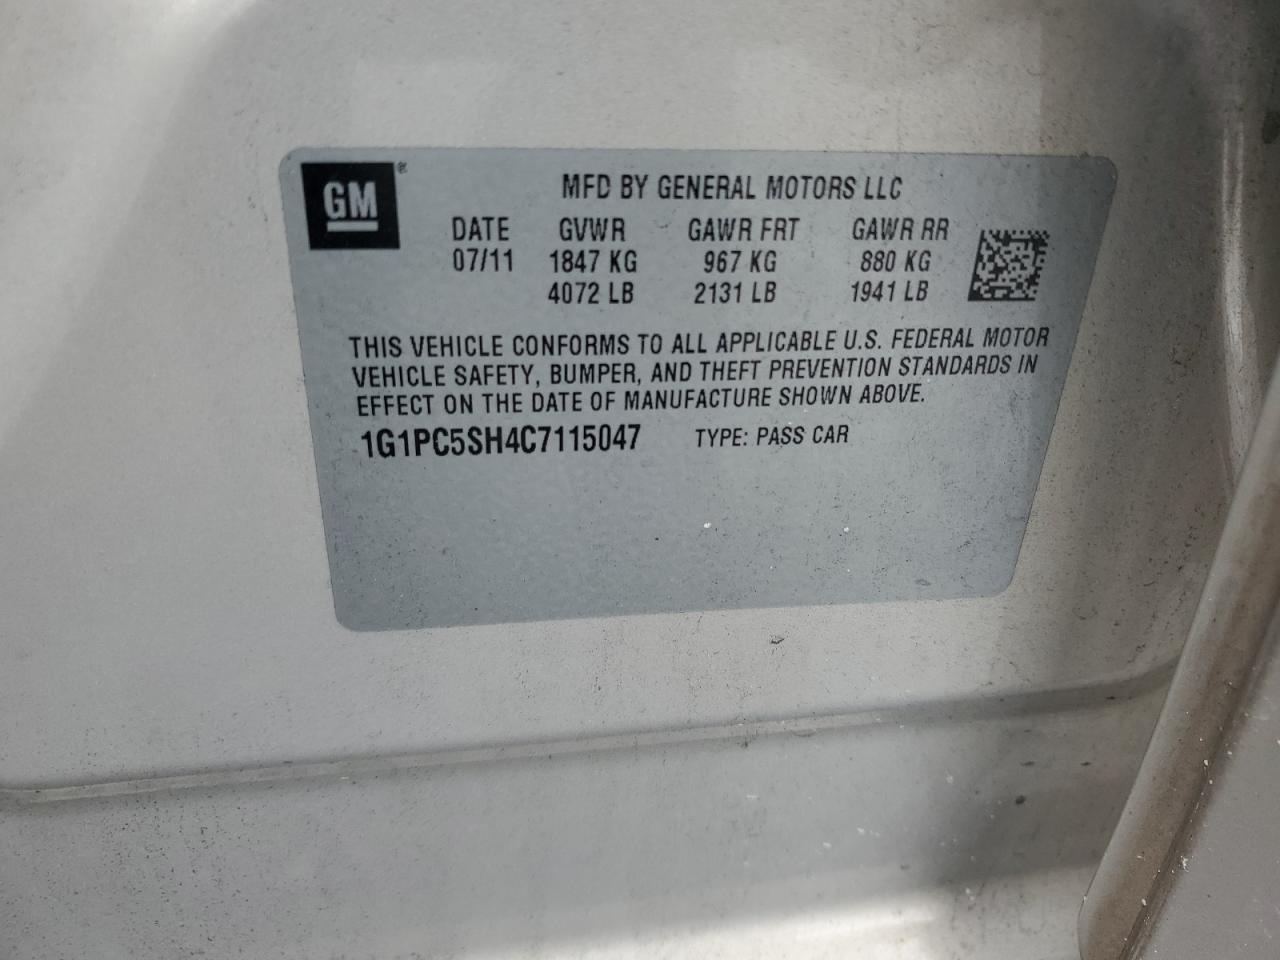 GM®
MFD BY GENERAL MOTORS LLC
DATE GVWR GAWR FRT GAWR RR
07/11 1847 KG 967 KG 880 KG
4072 LB 2131 LB 1941 LB
THIS VEHICLE CONFORMS TO ALL APPLICABLE U.S. FEDERAL MOTOR
VEHICLE SAFETY, BUMPER, AND THEFT PREVENTION STANDARDS IN
EFFECT ON THE DATE OF MANUFACTURE SHOWN ABOVE.
1G1PC5SH4C7115047 TYPE: PASS CAR